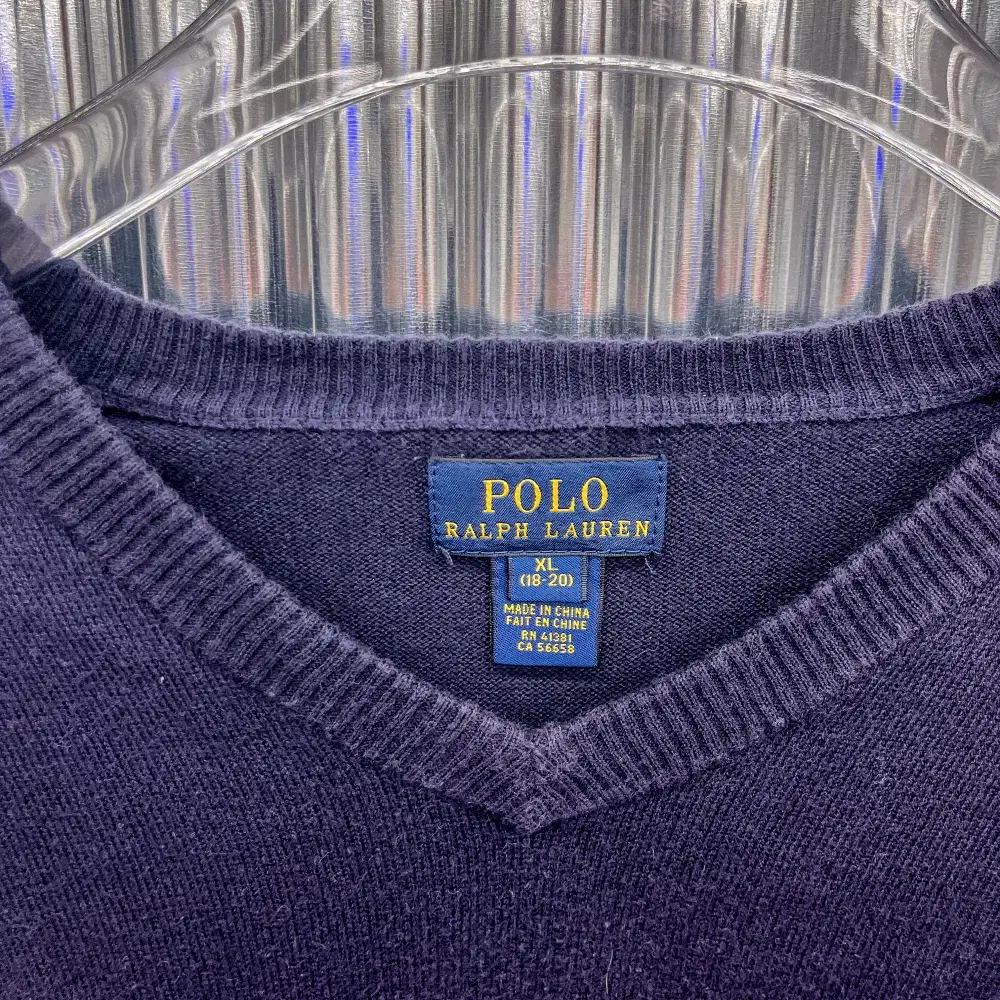 POLO
RALPH LAUREN
XL
(18-20)
MADE IN CHINA
FAIT EN CHINE
RN 41381
CA 56658